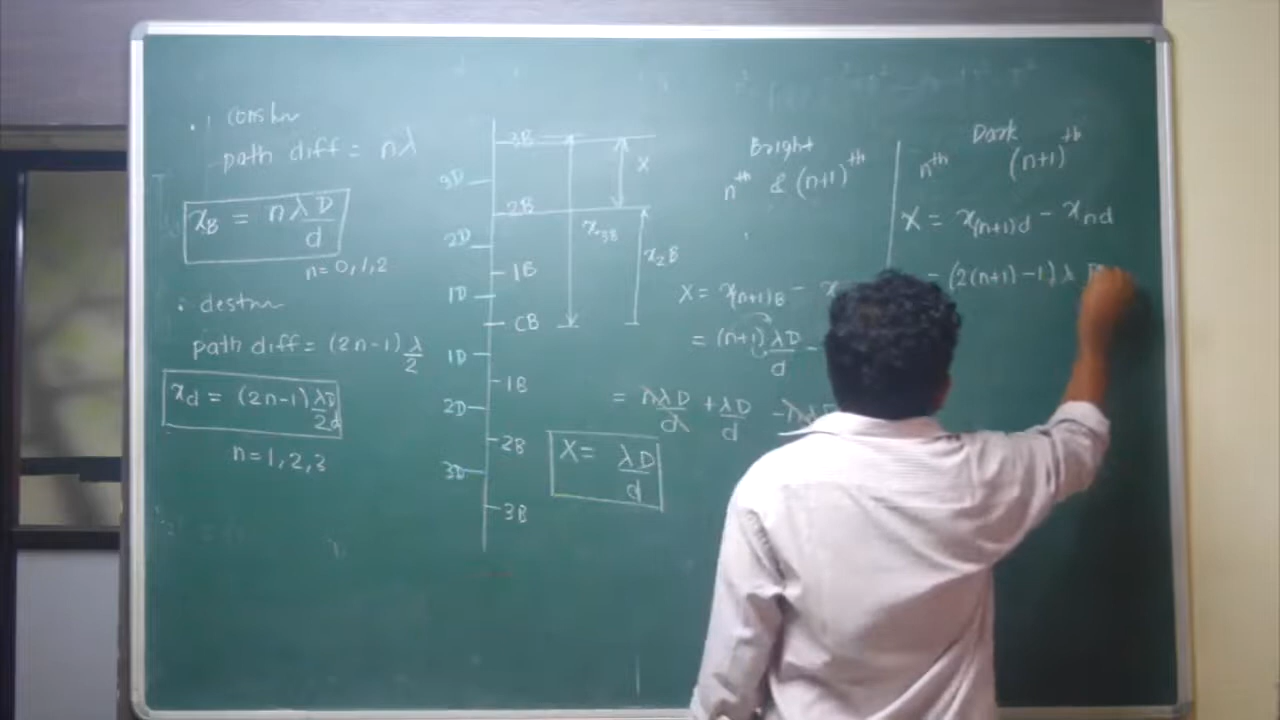 constrn
path diff = nλ
x_B = nλD/d
n=0,1,2
destrn
path diff = (2n-1) λ/2
x_d = (2n-1) λD/2d
n=1,2,3
3B
3D
2B
2D
1B
1D
CB
1D
1B
2D
2B
3D
3B
X
x_3B
x_2B
Bright
n^th & (n+1)^th
X = x_(n+1)B -
= (n+1) λD/d -
= nλD/d + λD/d - nλD
X = λD/d
Dark
n^th (n+1)^th
X = x_(n+1)d - x_nd
= (2(n+1)-1) λ